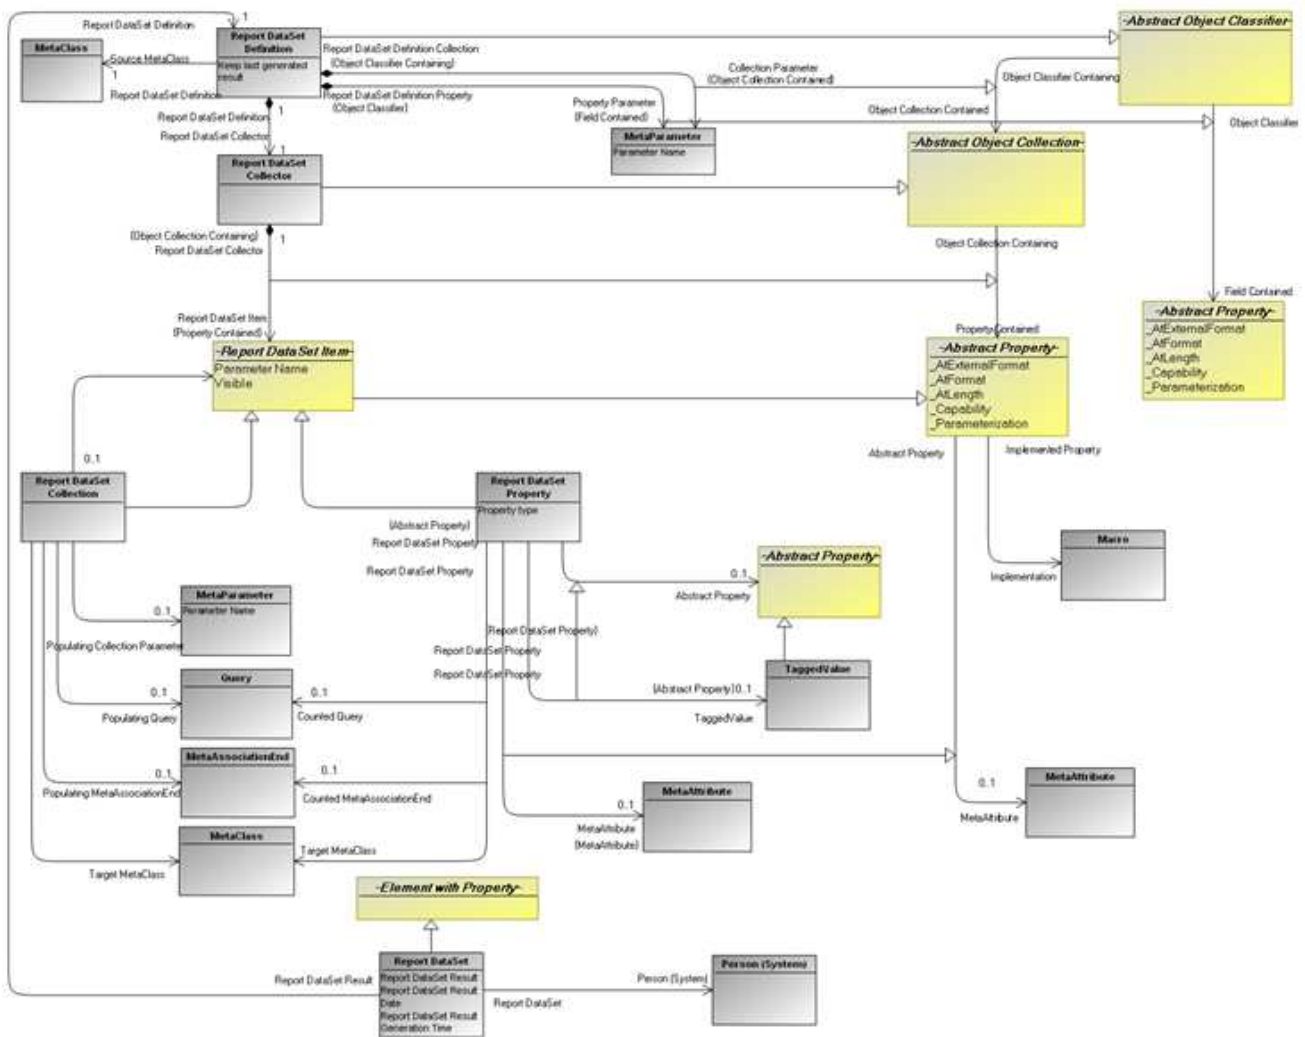 Report DataSet Definition
1
MetaClass
Source MetaClass
1
Report DataSet Definition
Report DataSet
Definition
Keep last generated
result
Report DataSet Definition Collection
(Object Classifier Containing)
Report DataSet Definition Property
(Object Classifier)
Collection Parameter
(Object Collection Contained)
Property Parameter
(Field Contained)
MetaParameter
Parameter Name
-Abstract Object Classifier-
Object Classifier Containing
Object Collection Contained
Object Classifier
1
Report DataSet Definition
Report DataSet Collector
1
Report DataSet
Collector
-Abstract Object Collection-
(Object Collection Containing)
1
Report DataSet Collector
Object Collection Containing
Report DataSet Item
(Property Contained)
Property Contained
Field Contained
-Report DataSet Item-
Parameter Name
Visible
-Abstract Property-
_AtExternalFormat
_AtFormat
_AtLength
_Capability
_Parameterization
-Abstract Property-
_AtExternalFormat
_AtFormat
_AtLength
_Capability
_Parameterization
0..1
Report DataSet
Collection
Report DataSet
Property
Property type
Abstract Property
Implemented Property
(Abstract Property)
Report DataSet Property
Report DataSet Property
-Abstract Property-
0..1
Abstract Property
Macro
Implementation
MetaParameter
Parameter Name
0..1
Populating Collection Parameter
(Report DataSet Property)
Report DataSet Property
Report DataSet Property
Query
0..1
Populating Query
0..1
Counted Query
TaggedValue
(Abstract Property) 0..1
TaggedValue
MetaAssociationEnd
0..1
Populating MetaAssociationEnd
0..1
Counted MetaAssociationEnd
MetaAttribute
0..1
MetaAttribute
(MetaAttribute)
MetaAttribute
0..1
MetaAttribute
MetaClass
Target MetaClass
Target MetaClass
-Element with Property-
Report DataSet
Report DataSet Result
Report DataSet Result
Date
Report DataSet Result
Generation Time
Report DataSet Result
Report DataSet
Person (System)
Person (System)